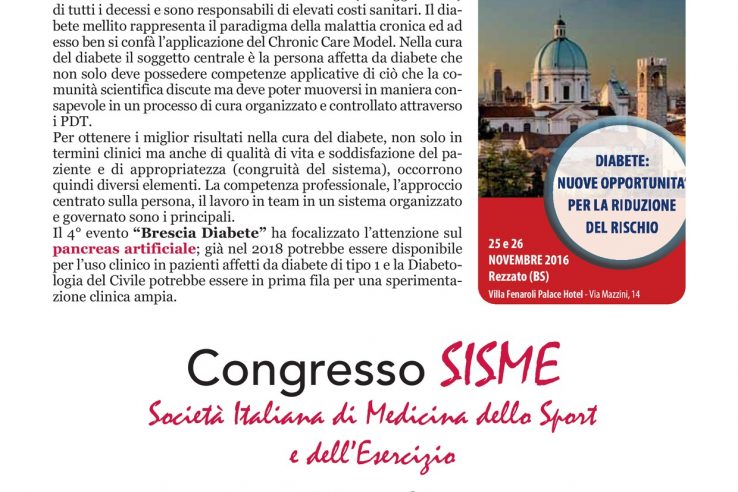 di tutti i decessi e sono responsabili di elevati costi sanitari. Il dia-
bete mellito rappresenta il paradigma della malattia cronica ed ad
esso ben si confà l'applicazione del Chronic Care Model. Nella cura
del diabete il soggetto centrale è la persona affetta da diabete che
non solo deve possedere competenze applicative di ciò che la co-
munità scientifica discute ma deve poter muoversi in maniera con-
sapevole in un processo di cura organizzato e controllato attraverso
i PDT.
Per ottenere i miglior risultati nella cura del diabete, non solo in
termini clinici ma anche di qualità di vita e soddisfazione del pa-
ziente e di appropriatezza (congruità del sistema), occorrono
quindi diversi elementi. La competenza professionale, l'approccio
centrato sulla persona, il lavoro in team in un sistema organizzato
e governato sono i principali.
Il 4° evento “Brescia Diabete” ha focalizzato l'attenzione sul
pancreas artificiale; già nel 2018 potrebbe essere disponibile
per l'uso clinico in pazienti affetti da diabete di tipo 1 e la Diabeto-
logia del Civile potrebbe essere in prima fila per una sperimenta-
zione clinica ampia.
DIABETE:
NUOVE OPPORTUNITA'
PER LA RIDUZIONE
DEL RISCHIO
25 e 26
NOVEMBRE 2016
Rezzato (BS)
Villa Fenaroli Palace Hotel - Via Mazzini, 14
Congresso SISME
Società Italiana di Medicina dello Sport
e dell'Esercizio